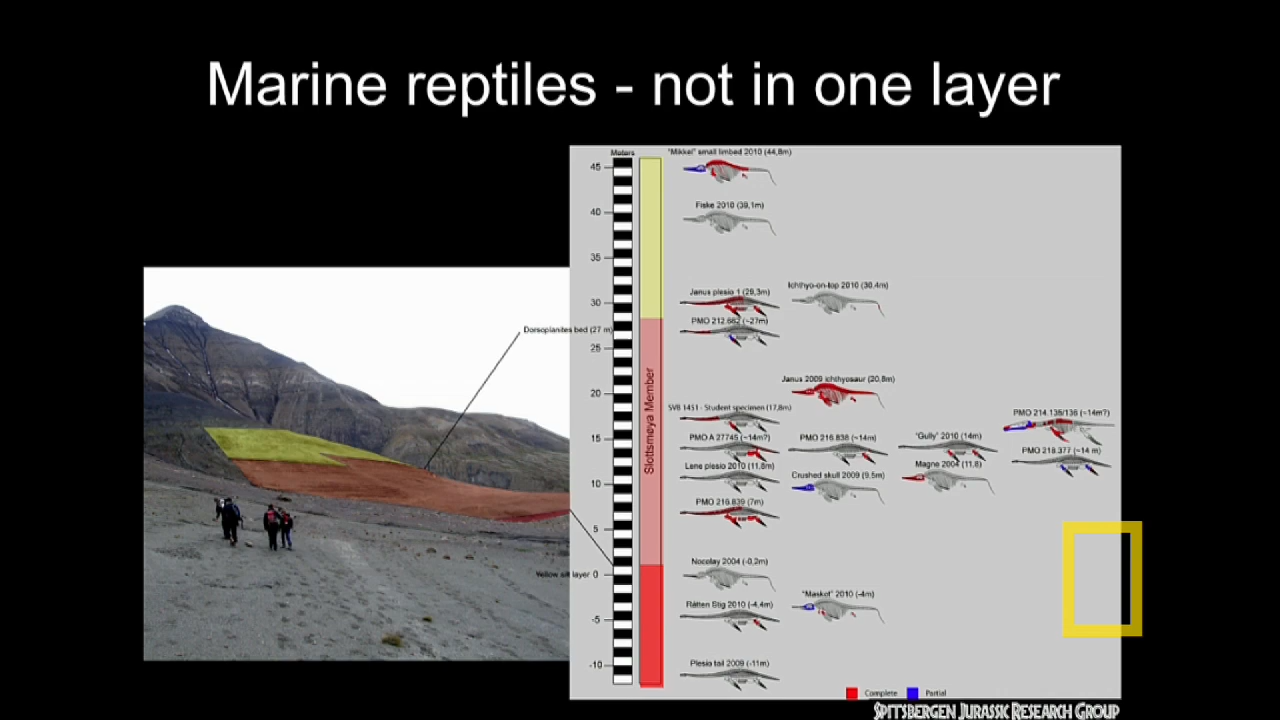 Marine reptiles - not in one layer
Meters
"Mikkel" small limbed 2010 (44,8m)
45
Fiske 2010 (39,1m)
40
35
Ichthyo-on-top 2010 (30,4m)
Janus plesio 1 (29,3m)
30
PMO 212.662 (~27m)
Dorsoplanites bed (27 m)
25
Janus 2009 ichthyosaur (20,8m)
20
SVB 1451 - Student specimen (17,8m)
PMO 214.136/136 (~14m?)
15
PMO A 27745 (~14m?)
PMO 216.838 (~14m)
"Gully" 2010 (14m)
PMO 218.377 (~14 m)
Slottsmøya Member
Lene plesio 2010 (11,8m)
Magne 2004 (11,8)
10
Crushed skull 2009 (9,5m)
PMO 216.839 (7m)
5
Nocolay 2004 (-0,2m)
Yellow silt layer
0
"Maskot" 2010 (-4m)
Råtten Stig 2010 (-4,4m)
-5
Plesio tail 2009 (-11m)
-10
Complete
Partial
SPITSBERGEN JURASSIC RESEARCH GROUP